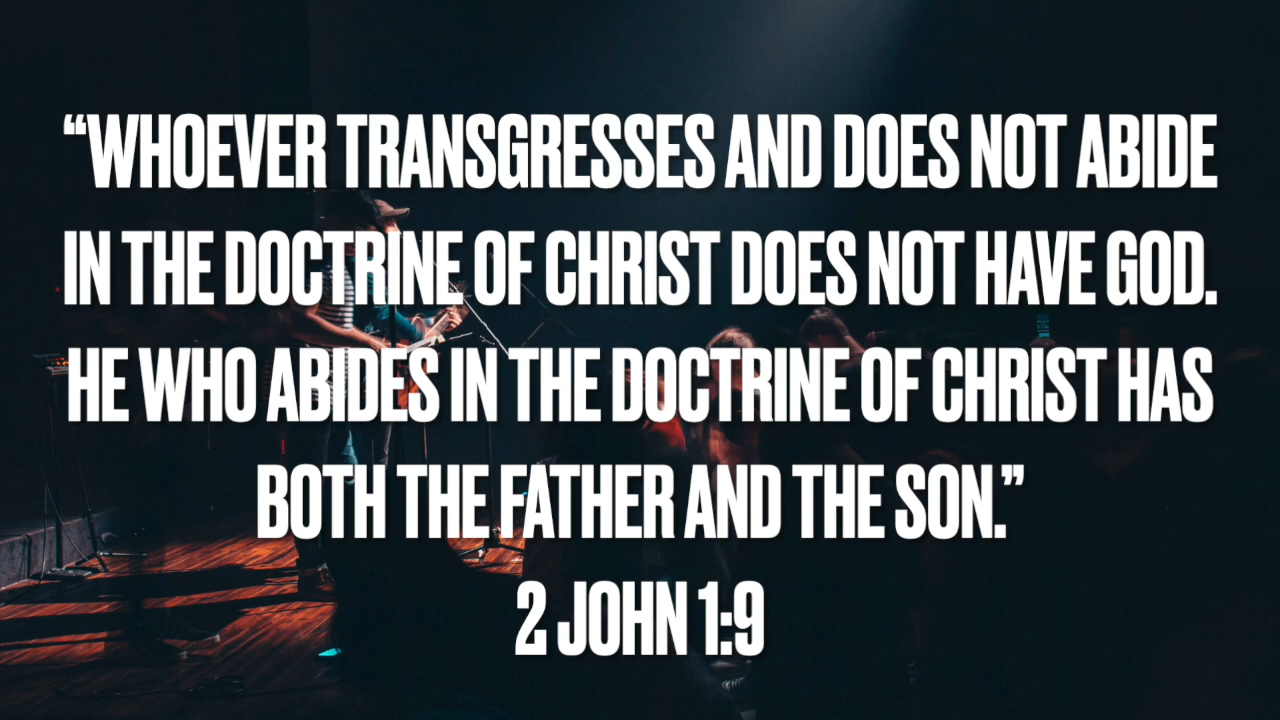 “WHOEVER TRANSGRESSES AND DOES NOT ABIDE
IN THE DOCTRINE OF CHRIST DOES NOT HAVE GOD.
HE WHO ABIDES IN THE DOCTRINE OF CHRIST HAS
BOTH THE FATHER AND THE SON.”
2 JOHN 1:9